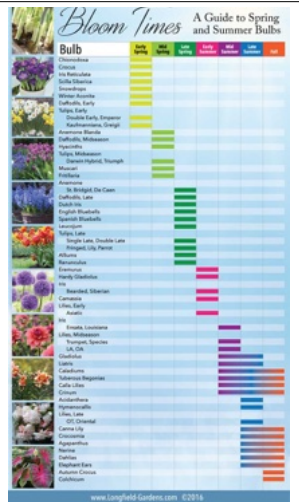 Bloom Times
A Guide to Spring
and Summer Bulbs
Bulb
Early Spring
Mid Spring
Late Spring
Early Summer
Mid Summer
Late Summer
Fall
Chionodoxa
Crocus
Iris Reticulata
Scilla Siberica
Snowdrops
Winter Aconite
Daffodils, Early
Tulips, Early
Double Early, Emperor
Kaufmanniana, Greigii
Anemone Blanda
Daffodils, Midseason
Hyacinths
Tulips, Midseason
Darwin Hybrid, Triumph
Muscari
Fritillaria
Anemone
St. Bridgid, De Caen
Daffodils, Late
Dutch Iris
English Bluebells
Spanish Bluebells
Leucojum
Tulips, Late
Single Late, Double Late
Fringed, Lily, Parrot
Alliums
Ranunculus
Eremurus
Hardy Gladiolus
Iris
Bearded, Siberian
Camassia
Lilies, Early
Asiatic
Iris
Ensata, Louisiana
Lilies, Midseason
Trumpet, Species
LA, OA
Gladiolus
Liatris
Caladiums
Tuberous Begonias
Calla Lilies
Crinum
Acidanthera
Hymenocallis
Lilies, Late
OT, Oriental
Canna Lily
Crocosmia
Agapanthus
Nerine
Dahlias
Elephant Ears
Autumn Crocus
Colchicum
www.Longfield-Gardens.com ©2016